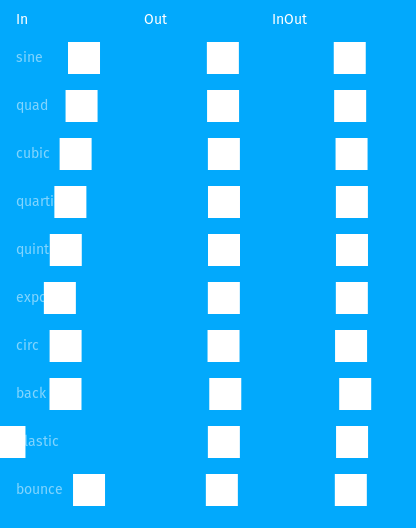 In Out InOut
sine
quad
cubic
quarti
quint
expo
circ
back
lastic
bounce